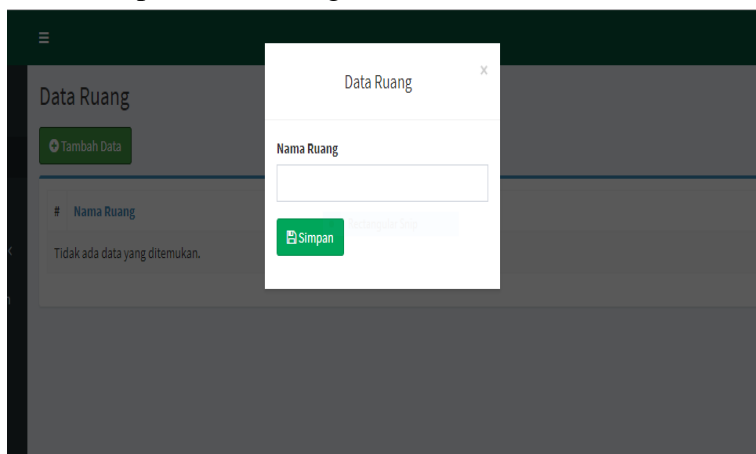 Data Ruang
x
Data Ruang
Tambah Data
Nama Ruang
# Nama Ruang
Simpan
Tidak ada data yang ditemukan.